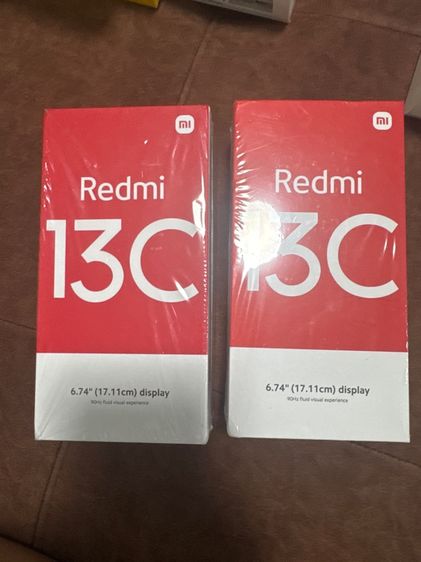 mi
Redmi
13C
6.74" (17.11cm) display
90Hz fluid visual experience
mi
Redmi
13C
6.74" (17.11cm) display
90Hz fluid visual experience